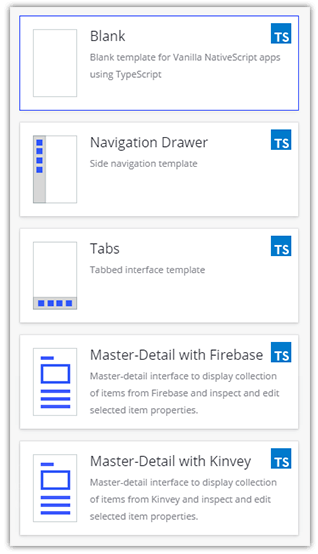 Blank
TS
Blank template for Vanilla NativeScript apps
using TypeScript
Navigation Drawer
TS
Side navigation template
Tabs
TS
Tabbed interface template
Master-Detail with Firebase
TS
Master-detail interface to display collection
of items from Firebase and inspect and edit
selected item properties.
Master-Detail with Kinvey
TS
Master-detail interface to display collection
of items from Kinvey and inspect and edit
selected item properties.